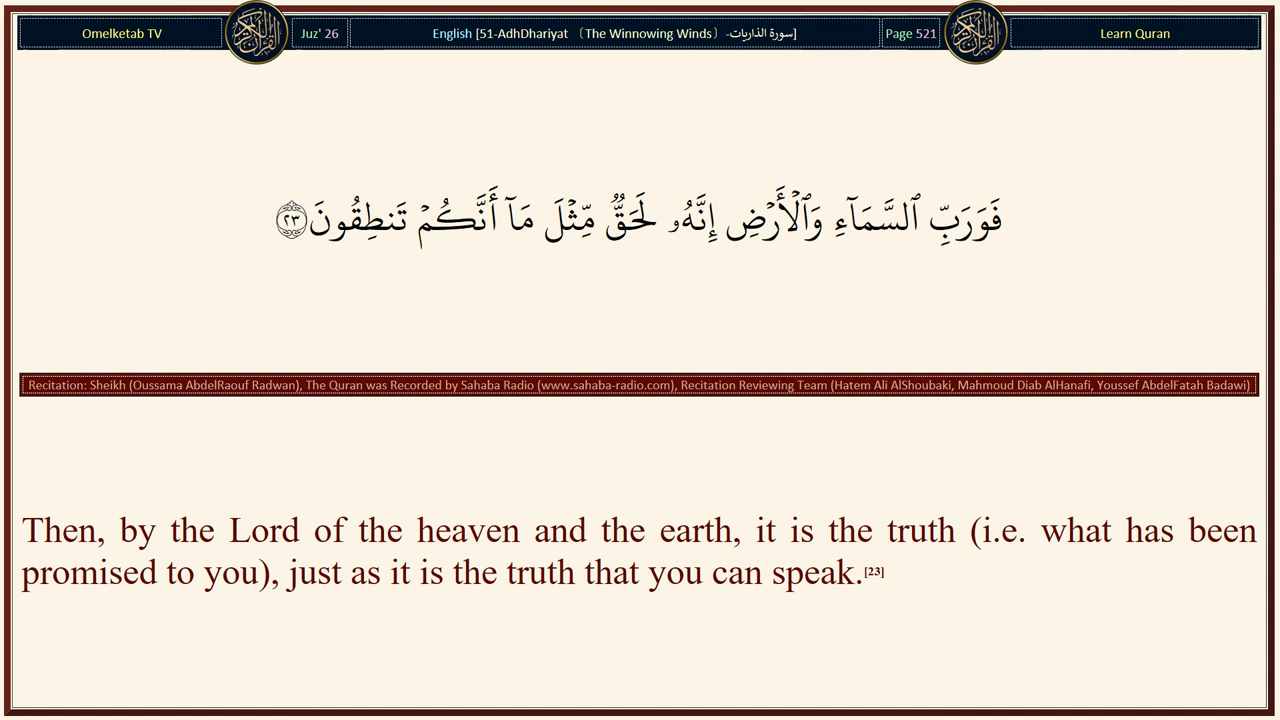 Omelketab TV
Juz' 26
English [51-AdhDhariyat （The Winnowing Winds） -سورة الذاريات]
Page 521
Learn Quran
فَوَرَبِّ ٱلسَّمَآءِ وَٱلْأَرْضِ إِنَّهُۥ لَحَقٌّ مِّثْلَ مَآ أَنَّكُمْ تَنطِقُونَ ٢٣
Recitation: Sheikh (Oussama AbdelRaouf Radwan), The Quran was Recorded by Sahaba Radio (www.sahaba-radio.com), Recitation Reviewing Team (Hatem Ali AlShoubaki, Mahmoud Diab AlHanafi, Youssef AbdelFatah Badawi)
Then, by the Lord of the heaven and the earth, it is the truth (i.e. what has been
promised to you), just as it is the truth that you can speak.[23]